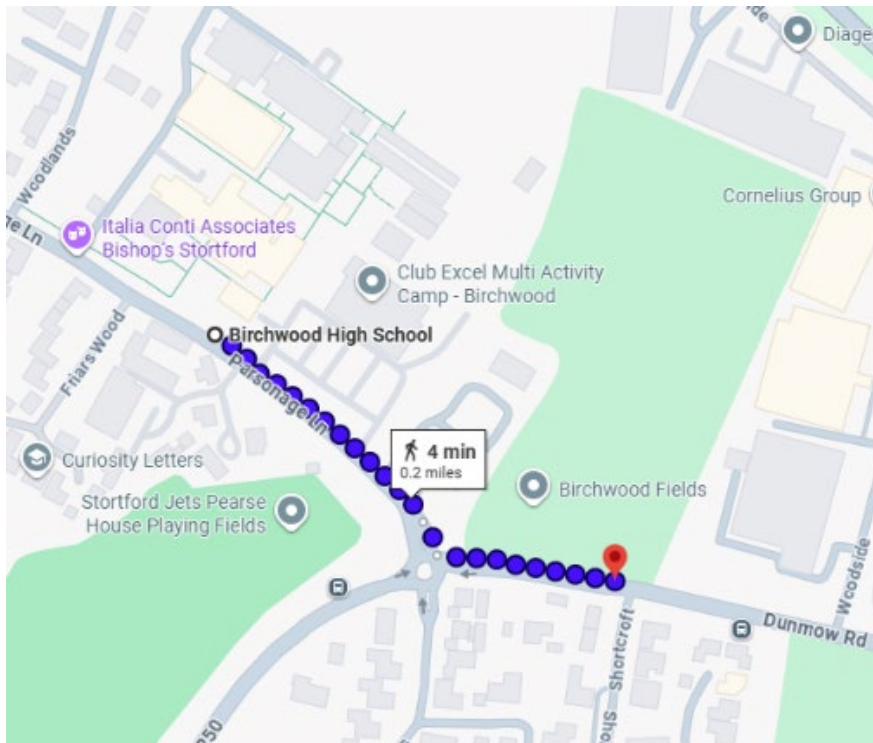 Diage
Woodlands
Cornelius Group
ge Ln
Italia Conti Associates
Bishop's Stortford
Club Excel Multi Activity
Camp - Birchwood
Birchwood High School
Friars Wood
Parsonage Ln
4 min
0.2 miles
Curiosity Letters
Birchwood Fields
Stortford Jets Pearse
House Playing Fields
Woodside
Dunmow Rd
Shortcroft
Sho
250